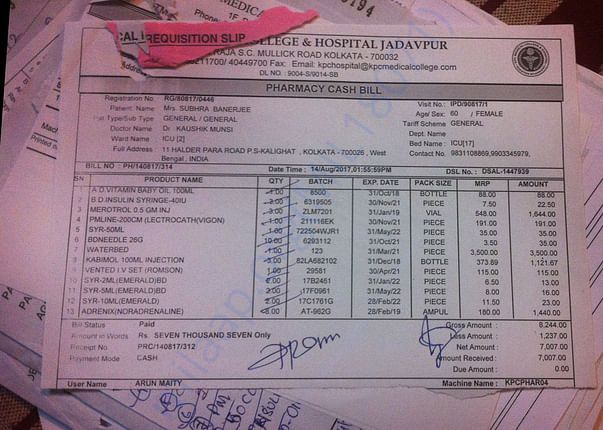 MEDICA
9194
Phone
1F
CAL REQUISITION SLIP
COLLEGE & HOSPITAL JADAVPUR
RAJA S.C. MULLICK ROAD KOLKATA - 700032
Address
/ 40449700 Fax: Email: kpchospital@kpcmedicalcollege.com
DL NO : 9004-S/9014-SB
PHARMACY CASH BILL
Registration No. RG/80817/0446 Visit No.: IPD/90817/1
Patient Name: Mrs. SUBHRA BANERJEE Age/ Sex: 60 / FEMALE
Pat Type/Sub Type GENERAL / GENERAL Tariff Scheme GENERAL
Doctor Name Dr. KAUSHIK MUNSI Dept. Name
Ward Name ICU [2] Bed Name : ICU[17]
Full Address 11 HALDER PARA ROAD P.S-KALIGHAT , KOLKATA - 700026 , West Contact No. 9831108869,9903345979,
Bengal, INDIA
BILL NO : PH/140817/314 Date Time : 14/Aug/2017,01:55:59PM DSL No.: DSAL-1447939
SN PRODUCT NAME QTY BATCH EXP. DATE PACK SIZE MRP AMOUNT
1 A.D.VITAMIN BABY OIL 100ML 1.00 8500 31/Oct/18 BOTTLE 88.00 88.00
2 B.D.INSULIN SYRINGE-40IU 3.00 6319505 30/Nov/21 PIECE 7.50 22.50
3 MEROTROL 0.5 GM INJ 3.00 ZLM7201 31/Jan/19 VIAL 548.00 1,644.00
4 PMLINE-200CM (LECTROCATH(VIGON) 1.00 211116EK 30/Nov/21 PIECE 191.00 191.00
5 SYR-50ML 1.00 722504WJR1 31/May/22 PIECE 35.00 35.00
6 BDNEEDLE 26G 10.00 6293112 31/Oct/21 PIECE 3.50 35.00
7 WATERBED 1.00 123 31/Mar/21 PIECE 3,500.00 3,500.00
8 KABIMOL 100ML INJECTION 3.00 82LA682102 31/Dec/18 BOTTLE 373.89 1,121.67
9 VENTED I.V SET (ROMSON) 1.00 29581 30/Apr/21 PIECE 115.00 115.00
10 SYR-2ML(EMERALD)BD 2.00 17B2461 31/Jan/22 PIECE 6.50 13.00
11 SYR-5ML(EMERALD)BD 2.00 17F0961 31/May/22 PIECE 8.00 16.00
12 SYR-10ML(EMERALD) 2.00 17C1761G 28/Feb/22 PIECE 11.50 23.00
13 ADRENIX(NORADRENALINE) 8.00 AT-962G 28/Feb/19 AMPUL 180.00 1,440.00
Bill Status Paid Gross Amount : 8,244.00
Amount in Words Rs. SEVEN THOUSAND SEVEN Only Less Amount : 1,237.00
Receipt No. PRC/140817/312 Net Amount : 7,007.00
Payment Mode CASH Amount Received : 7,007.00
Due Amount : 0.00
User Name ARUN MAITY Machine Name : KPCPHAR04